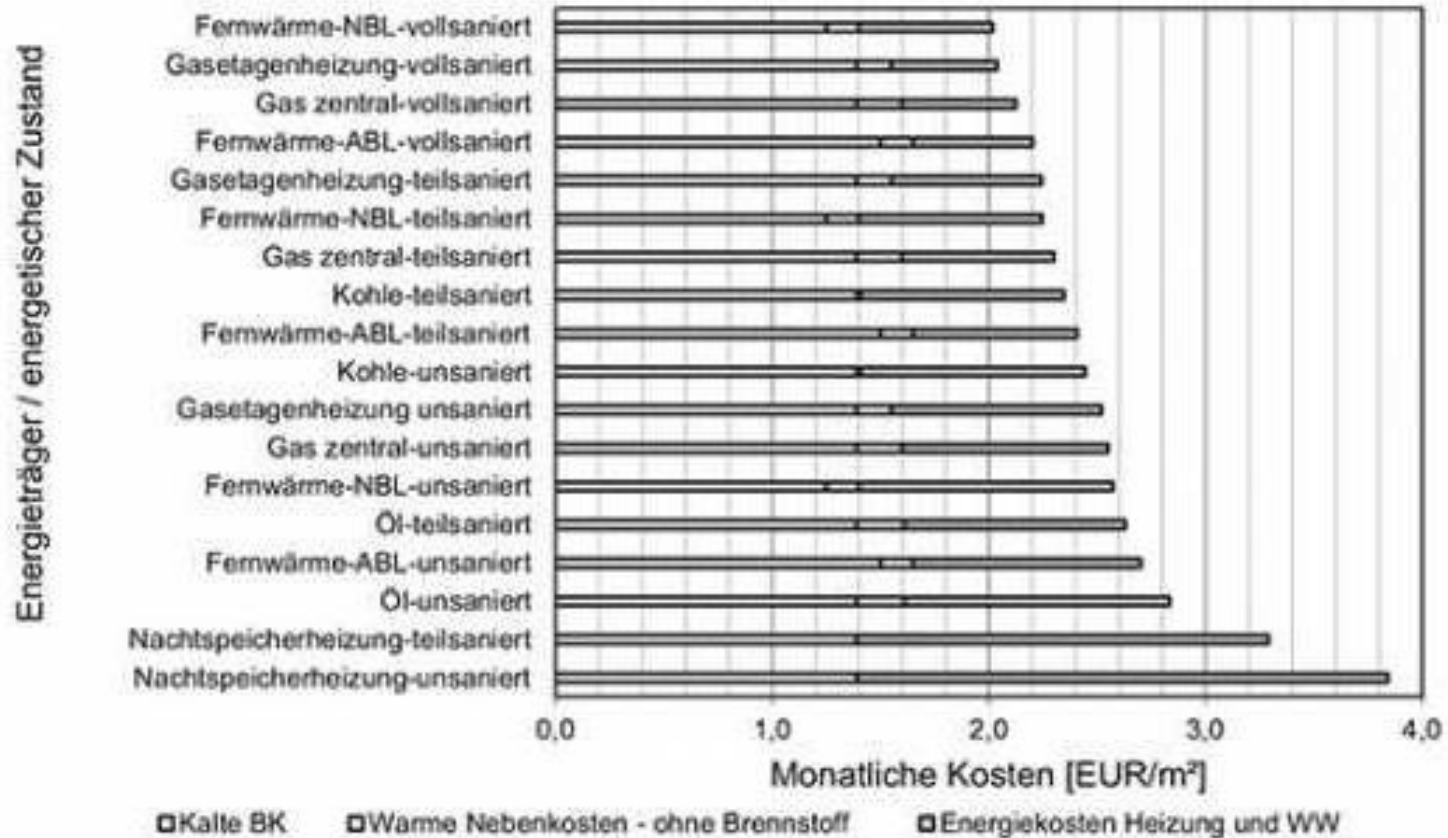 Energieträger / energetischer Zustand
Fernwärme-NBL-vollsaniert
Gasetagenheizung-vollsaniert
Gas zentral-vollsaniert
Fernwärme-ABL-vollsaniert
Gasetagenheizung-teilsaniert
Fernwärme-NBL-teilsaniert
Gas zentral-teilsaniert
Kohle-teilsaniert
Fernwärme-ABL-teilsaniert
Kohle-unsaniert
Gasetagenheizung unsaniert
Gas zentral-unsaniert
Fernwärme-NBL-unsaniert
Öl-teilsaniert
Fernwärme-ABL-unsaniert
Öl-unsaniert
Nachtspeicherheizung-teilsaniert
Nachtspeicherheizung-unsaniert
0,0 1,0 2,0 3,0 4,0
Monatliche Kosten [EUR/m²]
Kalte BK Warme Nebenkosten - ohne Brennstoff Energiekosten Heizung und WW